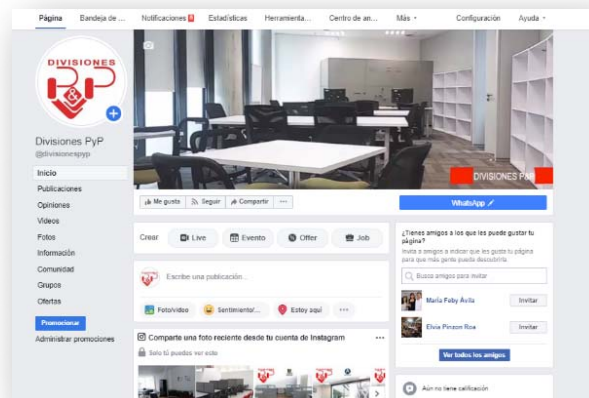 Página
Bandeja de ...
Notificaciones 8
Estadísticas
Herramienta...
Centro de an...
Más
Configuración
Ayuda
DIVISIONES
PyP
Divisiones PyP
@divisionespyp
Inicio
Publicaciones
Opiniones
Videos
Fotos
Información
Comunidad
Grupos
Ofertas
Promocionar
Administrar promociones
DIVISIONES PyP
Me gusta
Seguir
Compartir
...
WhatsApp
Crear
Live
Evento
Offer
Job
Escribe una publicación...
Foto/video
Sentimiento/...
Estoy aquí
...
Comparte una foto reciente desde tu cuenta de Instagram
...
Solo tú puedes ver esto
¿Tienes amigos a los que les puede gustar tu
página?
Invita a amigos a indicar que les gusta tu página
para que más gente pueda descubrirla.
Busca amigos para invitar
María Feby Ávila
Invitar
Elvia Pinzon Roa
Invitar
Ver todos los amigos
Aún no tiene calificación